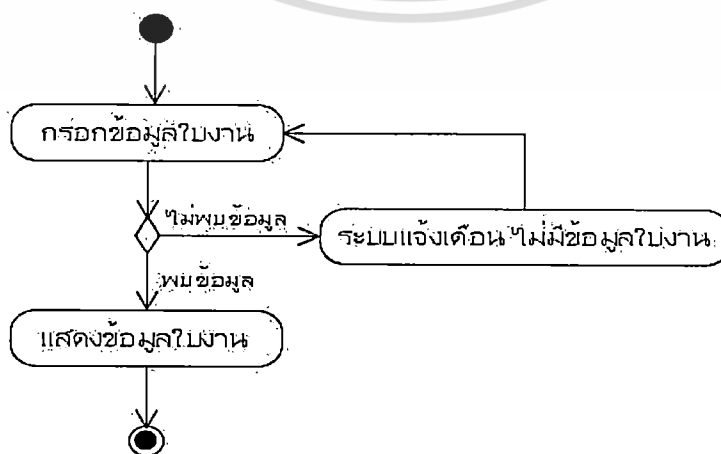 กรอกข้อมูลใบงาน
ไม่พบข้อมูล
ระบบแจ้งเตือน "ไม่มีข้อมูลใบงาน
พบข้อมูล
แสดงข้อมูลใบงาน